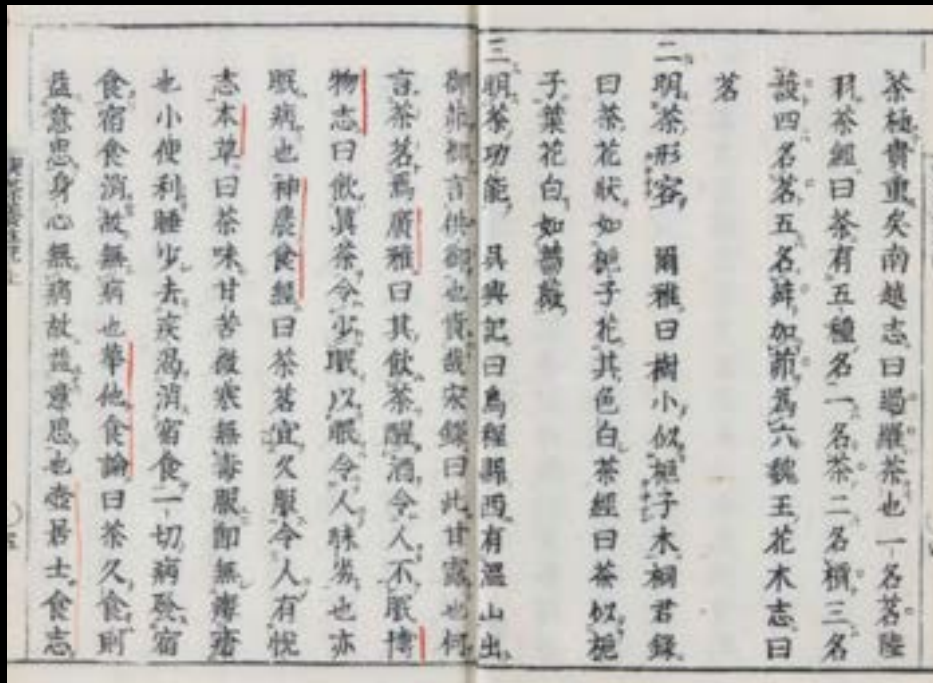 茶極貴重矣南越志曰過羅茶也一名茗陸
羽茶經曰茶有五種名一名茶二名檟三名
蔎四名茗五名荈加葪為六魏王花木志曰
茗
二明茶形容　爾雅曰樹小似梔子木桐君錄
曰茶花狀如梔子花其色白茶經曰茶似梔
子葉花白如薔薇
三明茶功能　吳興記曰烏程縣西有溫山出
御荈御言供御也貴哉宋錄曰此甘露也何
言茶茗焉廣雅曰其飲茶醒酒令人不眠博
物志曰飲真茶令少眠以眠令人昧劣也亦
眠病也神農食經曰茶茗宜久服令人有悅
志本草曰茶味甘苦微寒無毒服即無瘻瘡
也小便利睡少去疾渴消宿食一切病發宿
食宿食消故無病也華他食論曰茶久食則
益意思身心無病故益意思也壺居士食志